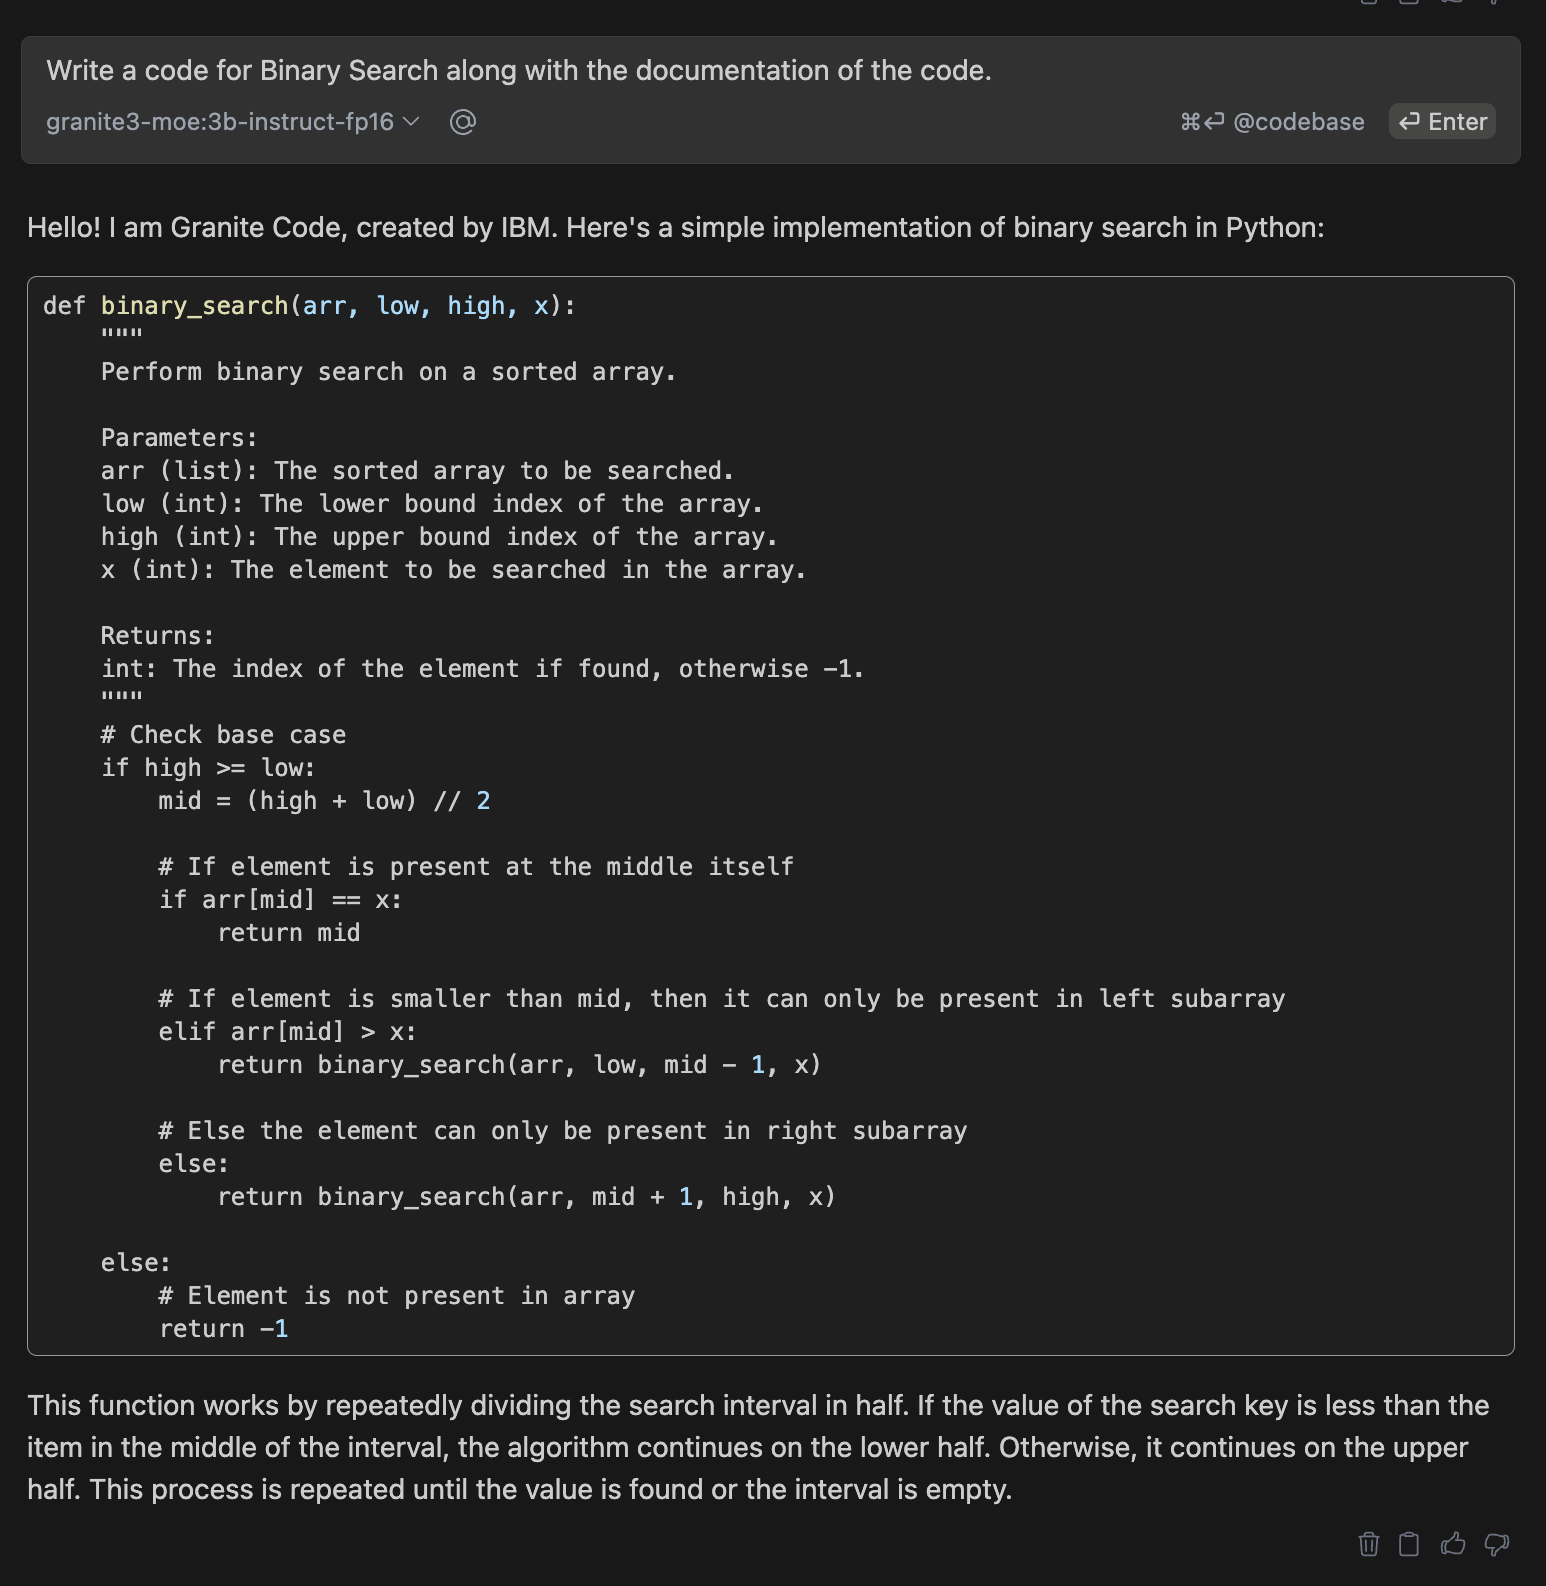 Write a code for Binary Search along with the documentation of the code.
granite3-moe:3b-instruct-fp16
⌘⏎ @codebase ⏎ Enter
Hello! I am Granite Code, created by IBM. Here's a simple implementation of binary search in Python:
def binary_search(arr, low, high, x):
    """
    Perform binary search on a sorted array.

    Parameters:
    arr (list): The sorted array to be searched.
    low (int): The lower bound index of the array.
    high (int): The upper bound index of the array.
    x (int): The element to be searched in the array.

    Returns:
    int: The index of the element if found, otherwise -1.
    """
    # Check base case
    if high >= low:
        mid = (high + low) // 2

        # If element is present at the middle itself
        if arr[mid] == x:
            return mid

        # If element is smaller than mid, then it can only be present in left subarray
        elif arr[mid] > x:
            return binary_search(arr, low, mid - 1, x)

        # Else the element can only be present in right subarray
        else:
            return binary_search(arr, mid + 1, high, x)

    else:
        # Element is not present in array
        return -1
This function works by repeatedly dividing the search interval in half. If the value of the search key is less than the
item in the middle of the interval, the algorithm continues on the lower half. Otherwise, it continues on the upper
half. This process is repeated until the value is found or the interval is empty.